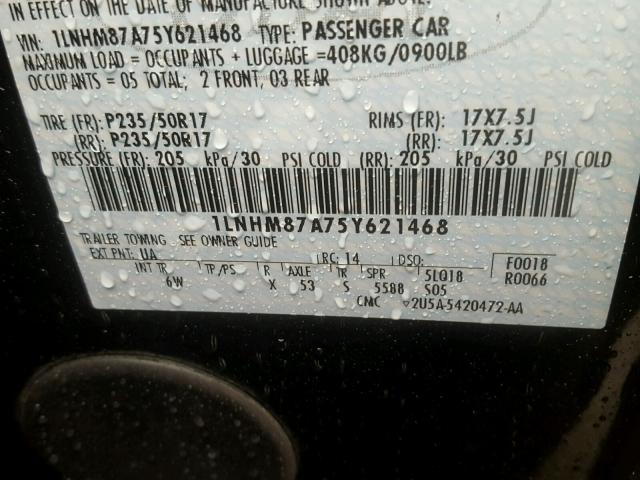 IN EFFECT ON THE DATE OF MANUFACTURE SHOWN ABOVE.
VIN: 1LNHM87A75Y621468 TYPE: PASSENGER CAR
MAXIMUM LOAD = OCCUPANTS + LUGGAGE =408KG/0900LB
OCCUPANTS = 05 TOTAL; 2 FRONT, 03 REAR
TIRE (FR): P235/50R17 RIMS (FR): 17X7.5J
(RR): P235/50R17 (RR): 17X7.5J
PRESSURE (FR): 205 kPg/30 PSI COLD (RR): 205 kPg/30 PSI COLD
1LNHM87A75Y621468
TRAILER TOWING - SEE OWNER GUIDE
EXT PNT: UA RC: 14 DSO: F0018
INT TR TP/PS R AXLE TR SPR 5LQ18 R0066
6W X 53 S 5588 S05
CMC ▽2U5A-5420472-AA